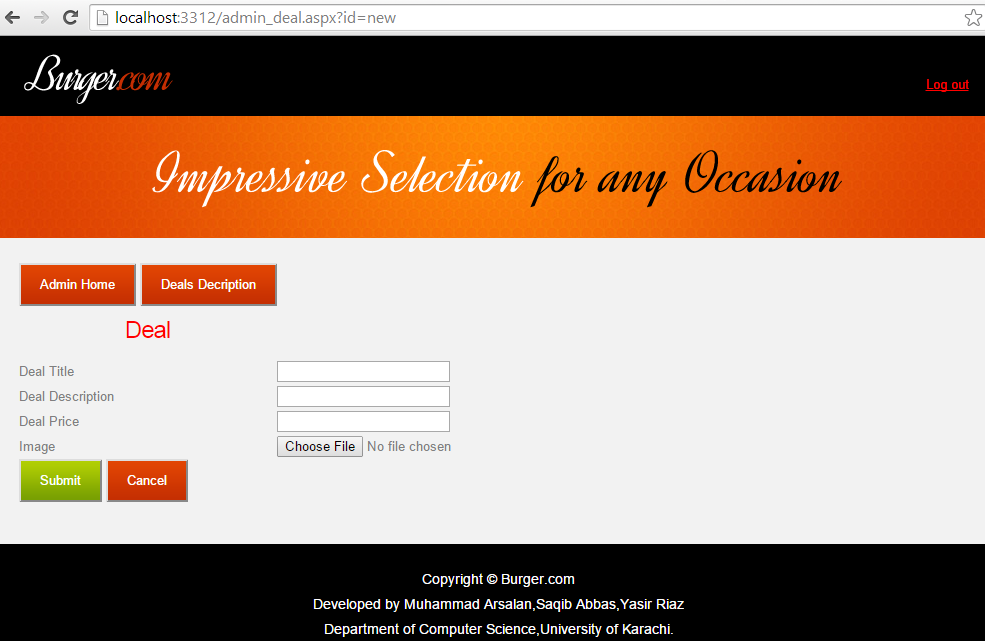 localhost:3312/admin_deal.aspx?id=new
Burger.com
Log out
Impressive Selection for any Occasion
Admin Home Deals Decription
Deal
Deal Title
Deal Description
Deal Price
Image Choose File No file chosen
Submit Cancel
Copyright © Burger.com
Developed by Muhammad Arsalan,Saqib Abbas,Yasir Riaz
Department of Computer Science,University of Karachi.